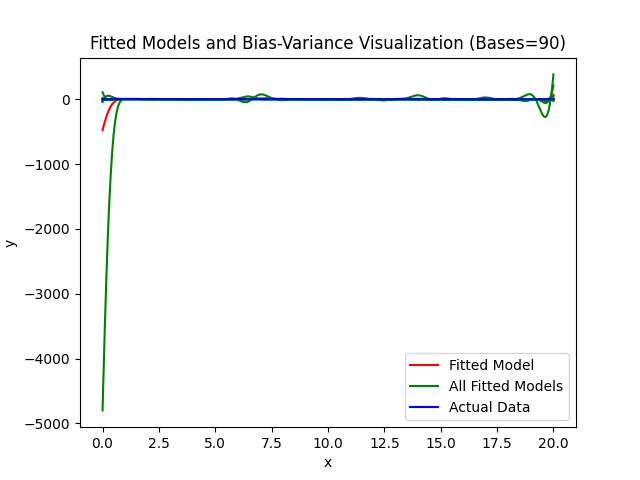 Fitted Models and Bias-Variance Visualization (Bases=90)
0
−1000
−2000
−3000
−4000
−5000
y
0.0 2.5 5.0 7.5 10.0 12.5 15.0 17.5 20.0
x
Fitted Model
All Fitted Models
Actual Data